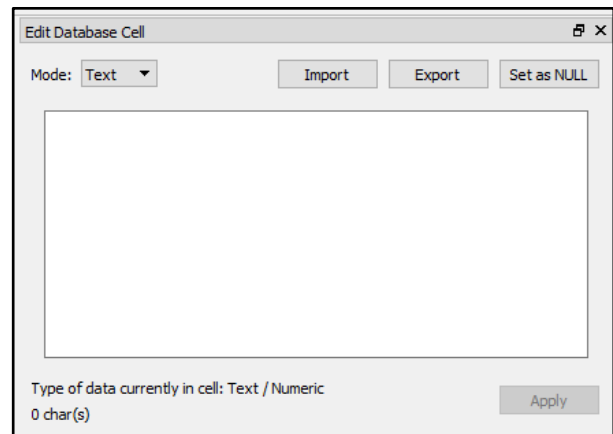 Edit Database Cell
Mode: Text Import Export Set as NULL
Type of data currently in cell: Text / Numeric
0 char(s)
Apply